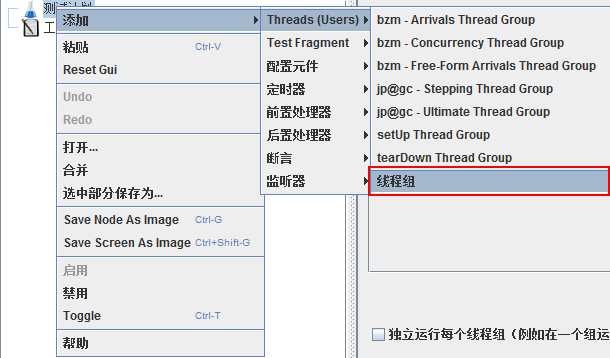 测试计划
工
添加
粘贴 Ctrl-V
Reset Gui
Undo
Redo
打开...
合并
选中部分保存为...
Save Node As Image Ctrl-G
Save Screen As Image Ctrl+Shift-G
启用
禁用
Toggle Ctrl-T
帮助
Threads (Users)
Test Fragment
配置元件
定时器
前置处理器
后置处理器
断言
监听器
bzm - Arrivals Thread Group
bzm - Concurrency Thread Group
bzm - Free-Form Arrivals Thread Group
jp@gc - Stepping Thread Group
jp@gc - Ultimate Thread Group
setUp Thread Group
tearDown Thread Group
线程组
独立运行每个线程组（例如在一个组运